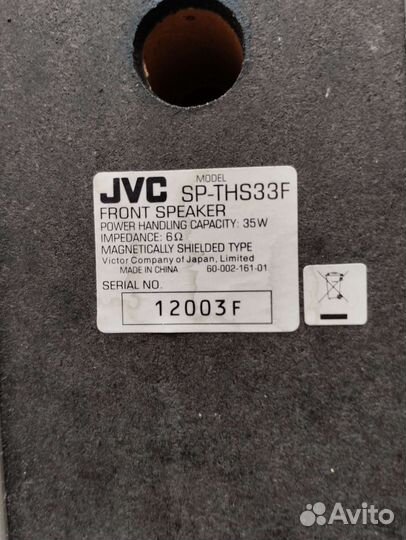 MODEL
JVC SP-THS33F
FRONT SPEAKER
POWER HANDLING CAPACITY: 35W
IMPEDANCE: 6Ω
MAGNETICALLY SHIELDED TYPE
Victor Company of Japan, Limited
MADE IN CHINA 60-002-161-01
SERIAL NO.
12003F
Avito